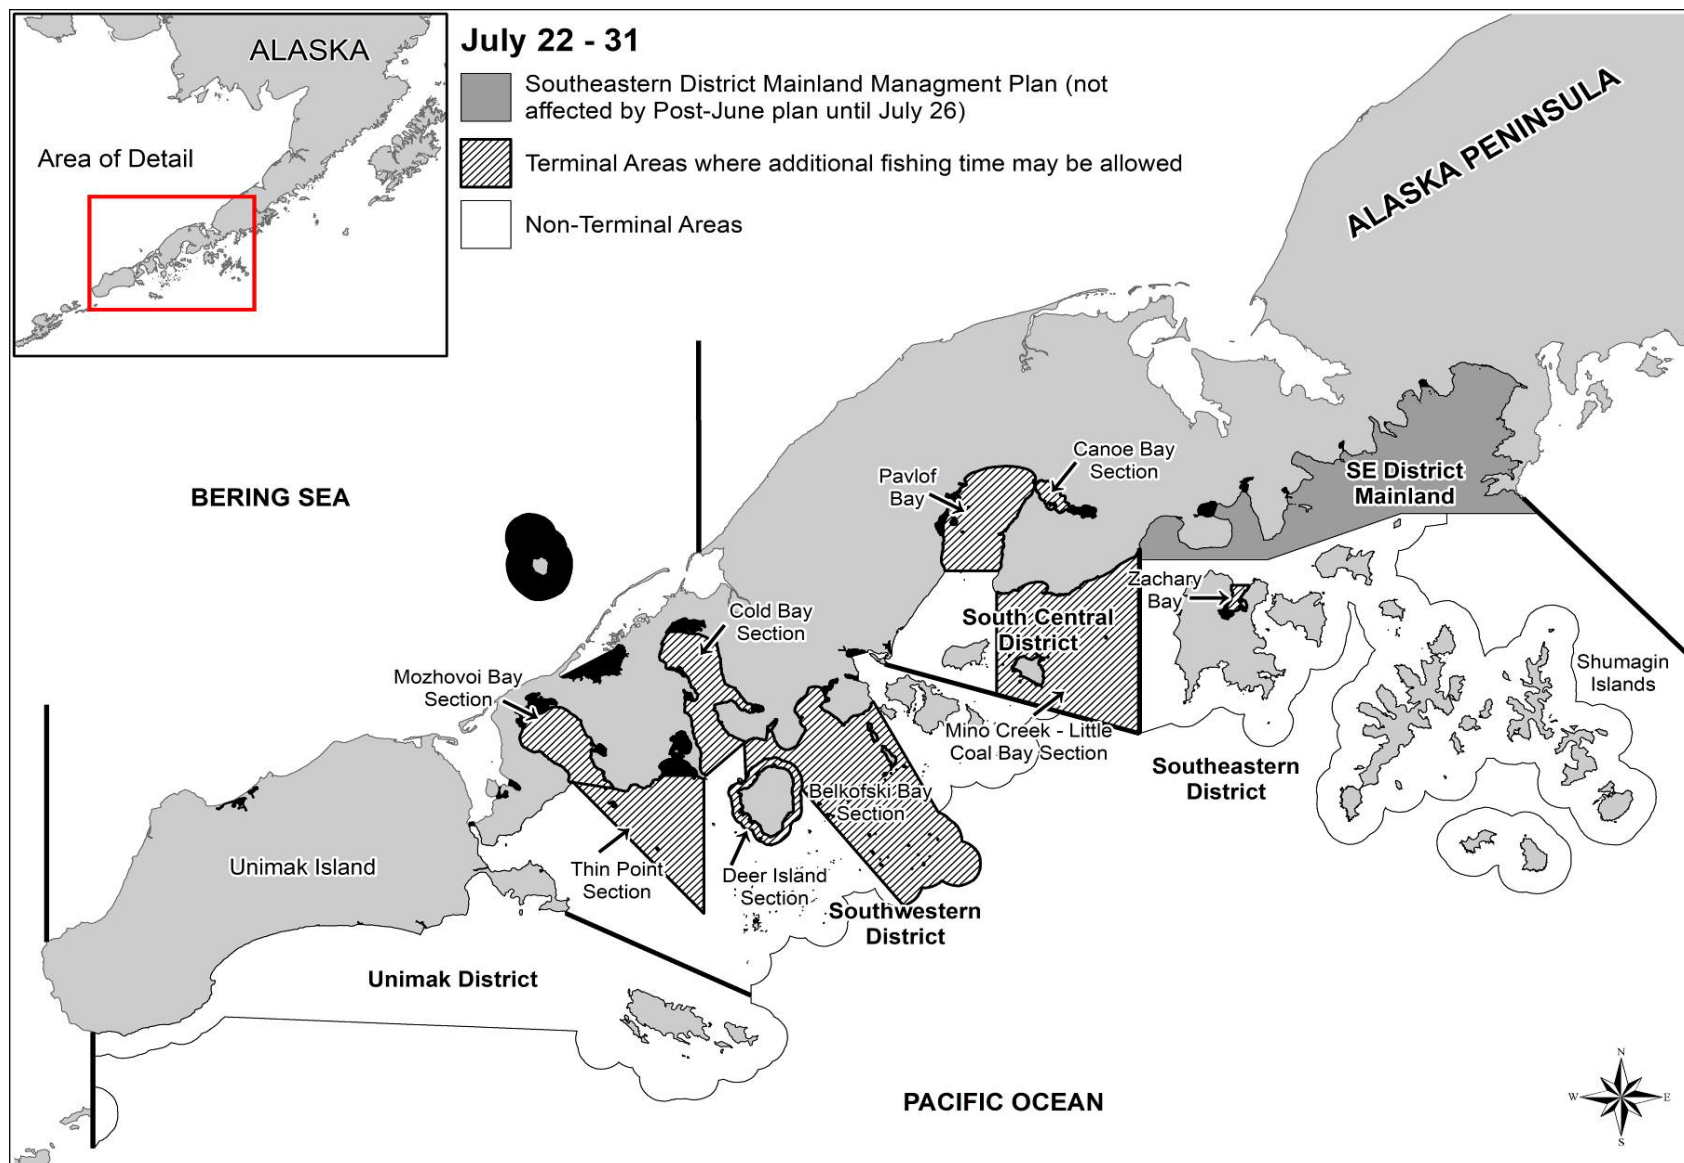 ALASKA
Area of Detail
July 22 - 31
Southeastern District Mainland Managment Plan (not
affected by Post-June plan until July 26)
Terminal Areas where additional fishing time may be allowed
Non-Terminal Areas
ALASKA PENINSULA
BERING SEA
Canoe Bay
Section
Pavlof
Bay
SE District
Mainland
Zachary
Bay
South Central
District
Cold Bay
Section
Mozhovoi Bay
Section
Shumagin
Islands
Mino Creek - Little
Coal Bay Section
Southeastern
District
Belkofski Bay
Section
Unimak Island
Thin Point
Section
Deer Island
Section
Southwestern
District
Unimak District
PACIFIC OCEAN
N
W
E
S